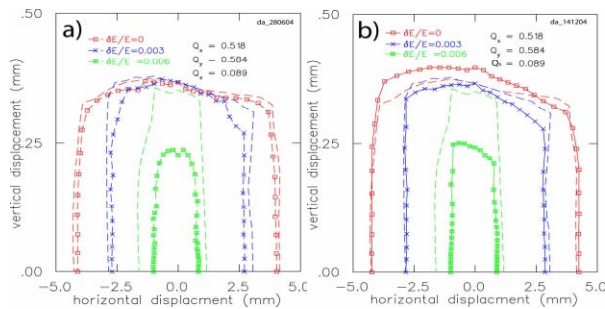 a)
da_280604
δE/E=0
δE/E=0.003
δE/E =0.006
Qx = 0.518
Qy – 0.584
Qs = 0.089
.50
.25
.00
vertical displacement (mm)
-5.0
-2.5
0.0
2.5
5.0
horizontal displacment (mm)
b)
da_141204
δE/E=0
δE/E=0.003
δE/E =0.006
Qx = 0.518
Qy = 0.584
Qs = 0.089
.50
.25
.00
vertical displacement (mm)
-5.0
-2.5
0.0
2.5
5.0
horizontal displacment (mm)